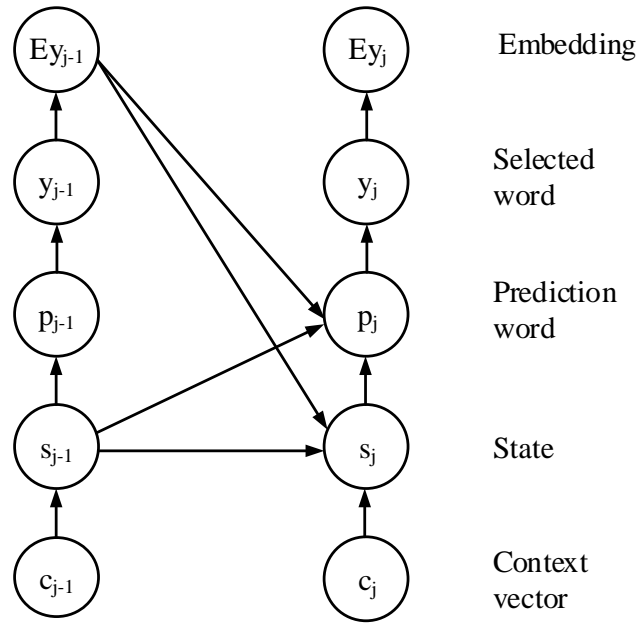 Ey_{j-1} Ey_j Embedding
y_{j-1} y_j Selected
word
p_{j-1} p_j Prediction
word
s_{j-1} s_j State
c_{j-1} c_j Context
vector